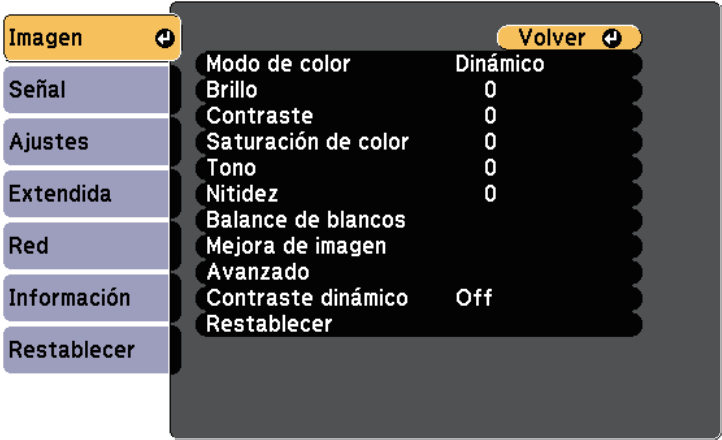 Imagen
Señal
Ajustes
Extendida
Red
Información
Restablecer
Volver
Modo de color Dinámico
Brillo 0
Contraste 0
Saturación de color 0
Tono 0
Nitidez 0
Balance de blancos
Mejora de imagen
Avanzado
Contraste dinámico Off
Restablecer